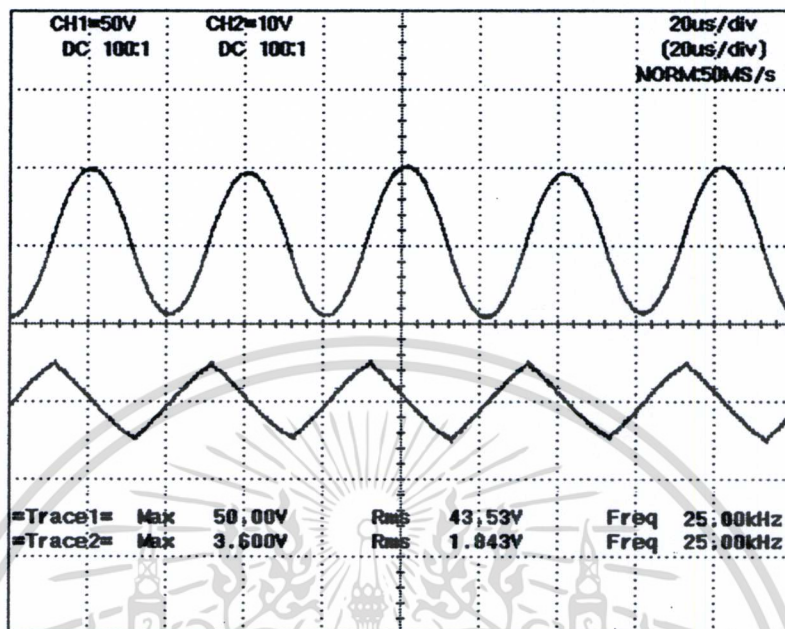 CH1=50V CH2=10V 20us/div
DC 100:1 DC 100:1 (20us/div)
NORM:50MS/s
=Trace1= Max 50,00V Rms 43,53V Freq 25.00kHz
=Trace2= Max 3.600V Rms 1.843V Freq 25.00kHz